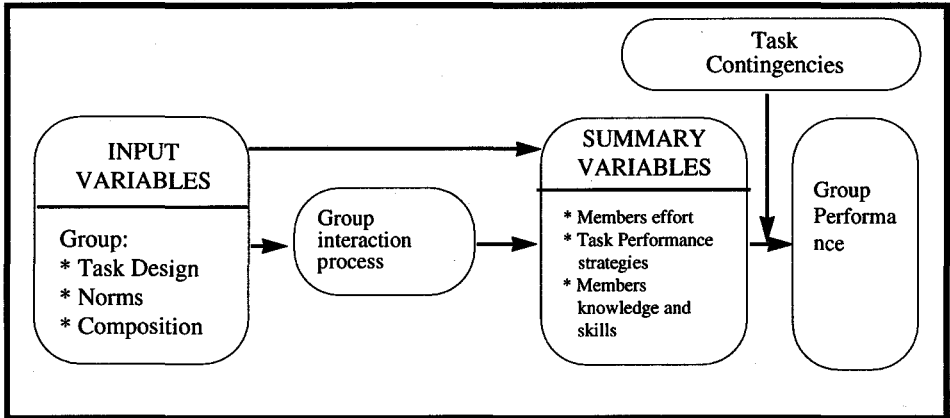 Task
Contingencies
INPUT
VARIABLES
Group:
* Task Design
* Norms
* Composition
Group
interaction
process
SUMMARY
VARIABLES
* Members effort
* Task Performance
strategies
* Members
knowledge and
skills
Group
Performa
nce